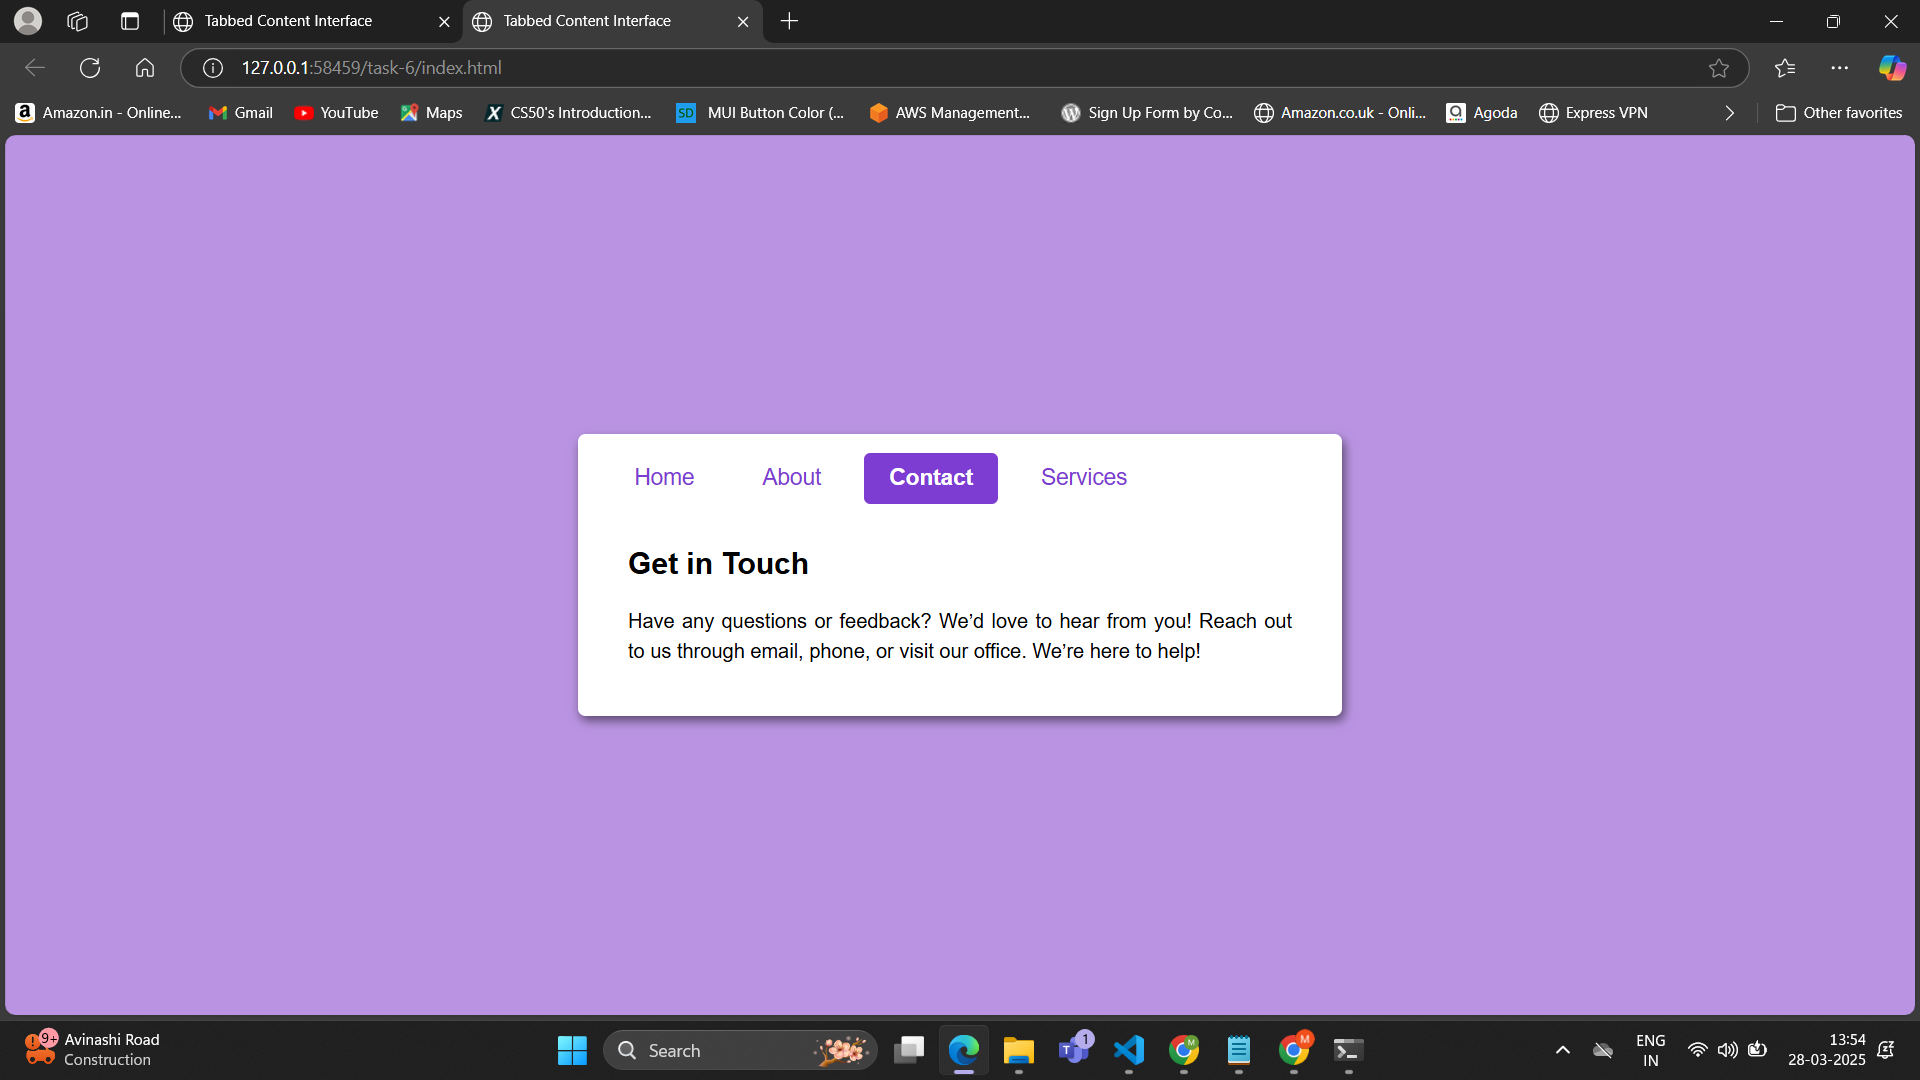 Tabbed Content Interface
Tabbed Content Interface
127.0.0.1:58459/task-6/index.html
Amazon.in - Online...
Gmail
YouTube
Maps
CS50's Introduction...
SD
MUI Button Color (...
AWS Management...
Sign Up Form by Co...
Amazon.co.uk - Onli...
Agoda
Express VPN
Other favorites
Home
About
Contact
Services
Get in Touch
Have any questions or feedback? We’d love to hear from you! Reach out
to us through email, phone, or visit our office. We’re here to help!
9+
Avinashi Road
Construction
Search
1
M
M
ENG
IN
13:54
28-03-2025